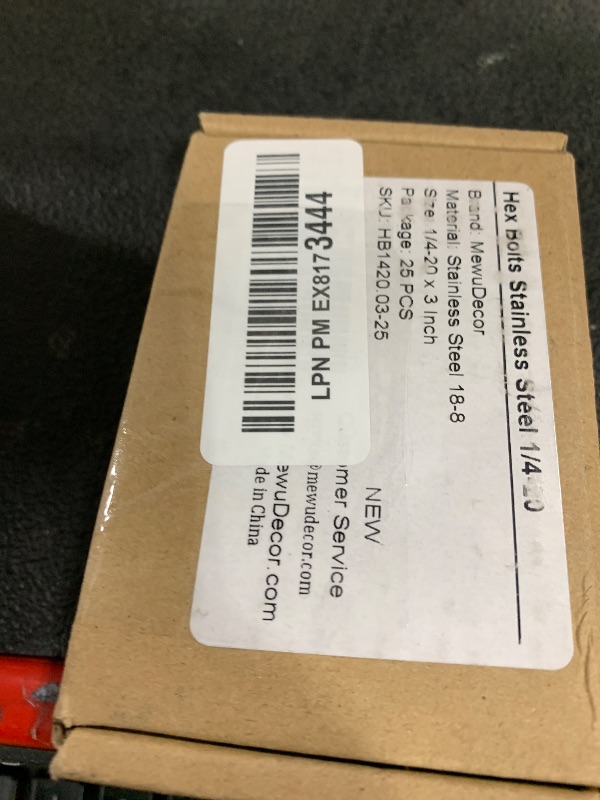 Hex Bolts Stainless Steel 1/4-20
Brand: MewuDecor
Material: Stainless Steel 18-8
Size: 1/4-20 x 3 Inch
Package: 25 PCS
SKU: HB1420.03-25
NEW
omer Service
@mewudecor.com
ewuDecor.com
de in China
LPN PM EX8173444